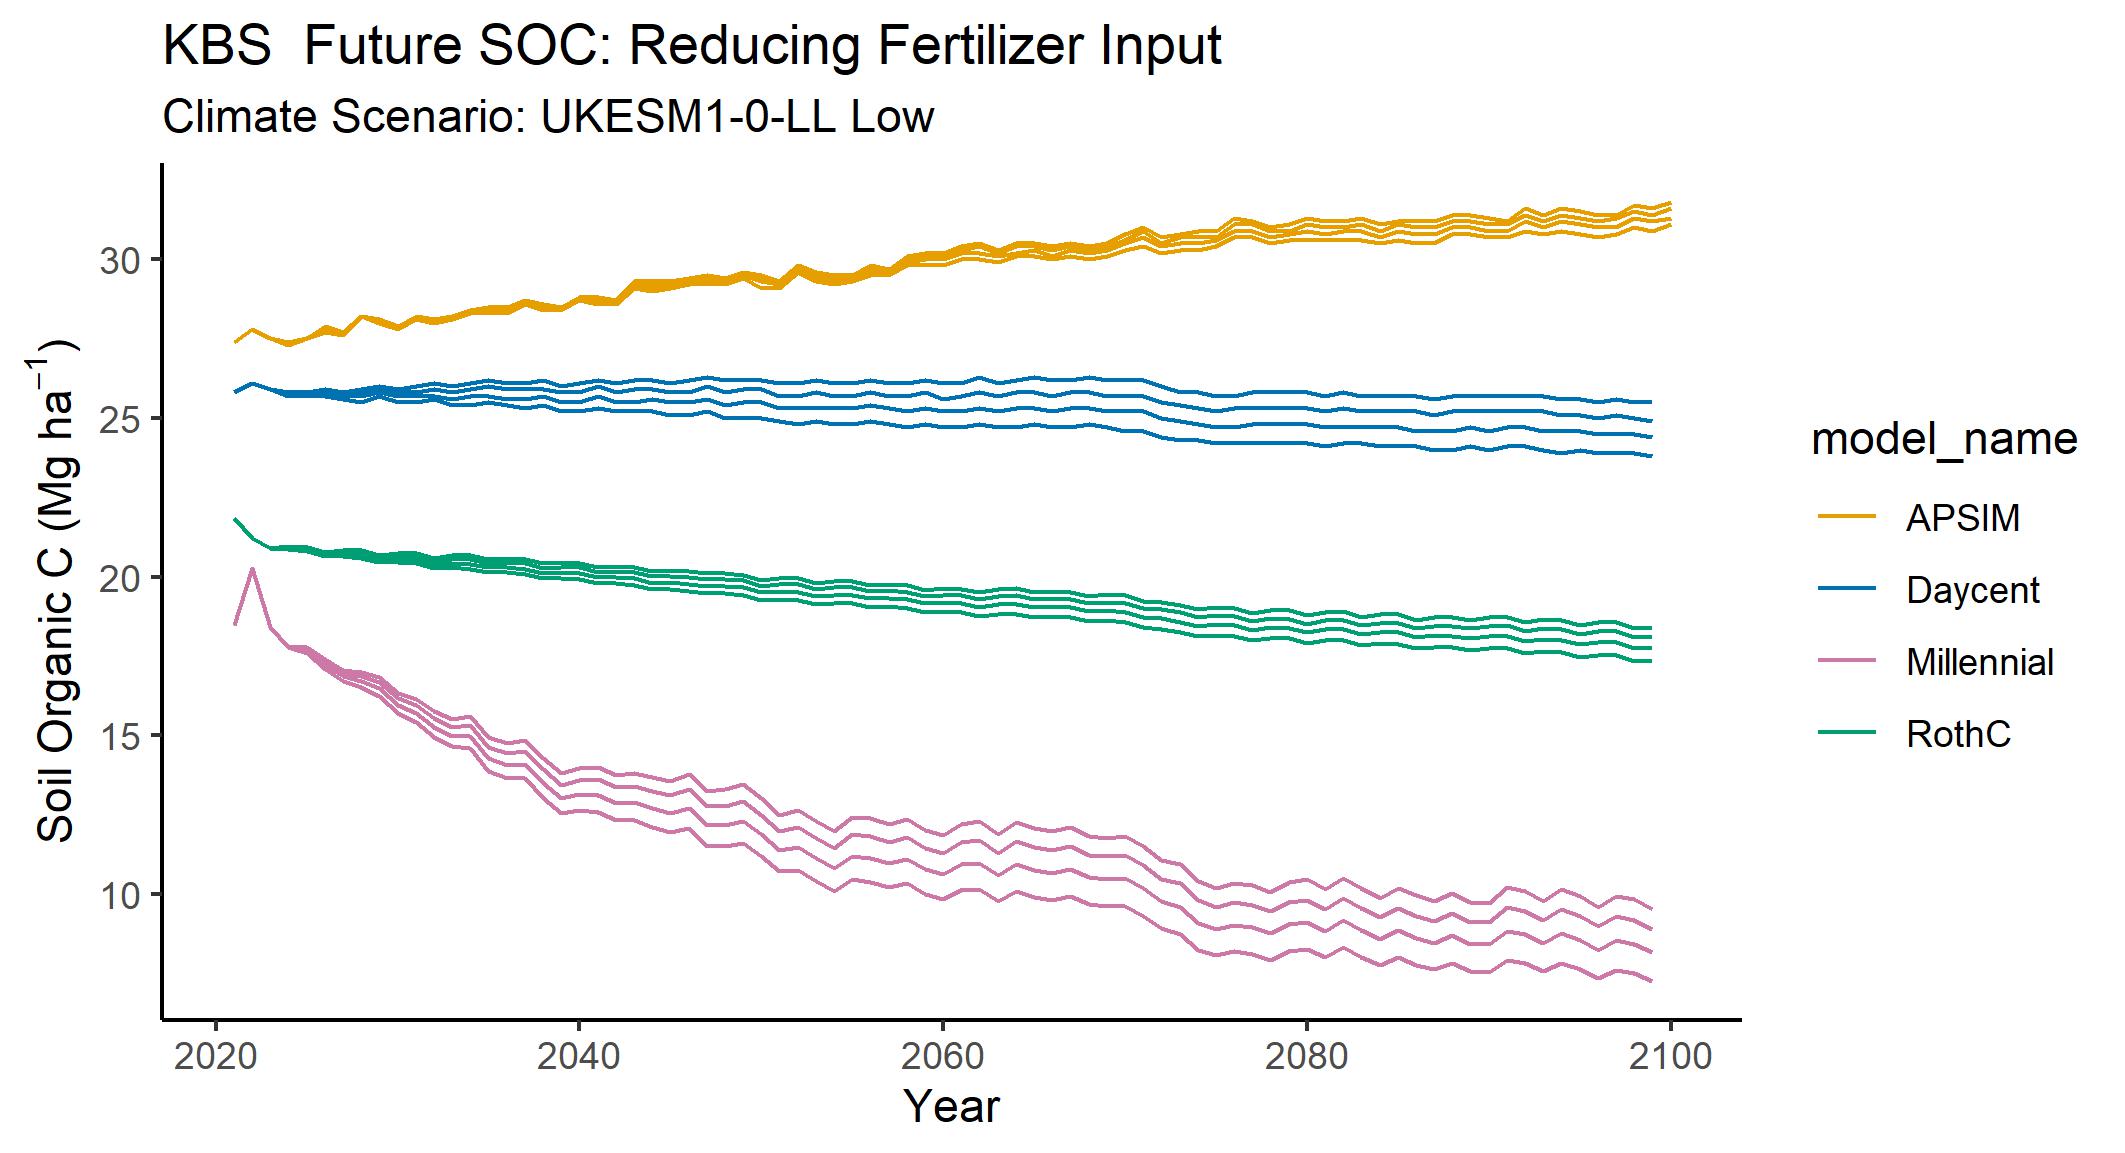 KBS  Future SOC: Reducing Fertilizer Input
Climate Scenario: UKESM1-0-LL Low
Soil Organic C (Mg ha⁻¹)
30
25
20
15
10
2020 2040 2060 2080 2100
Year
model_name
APSIM
Daycent
Millennial
RothC